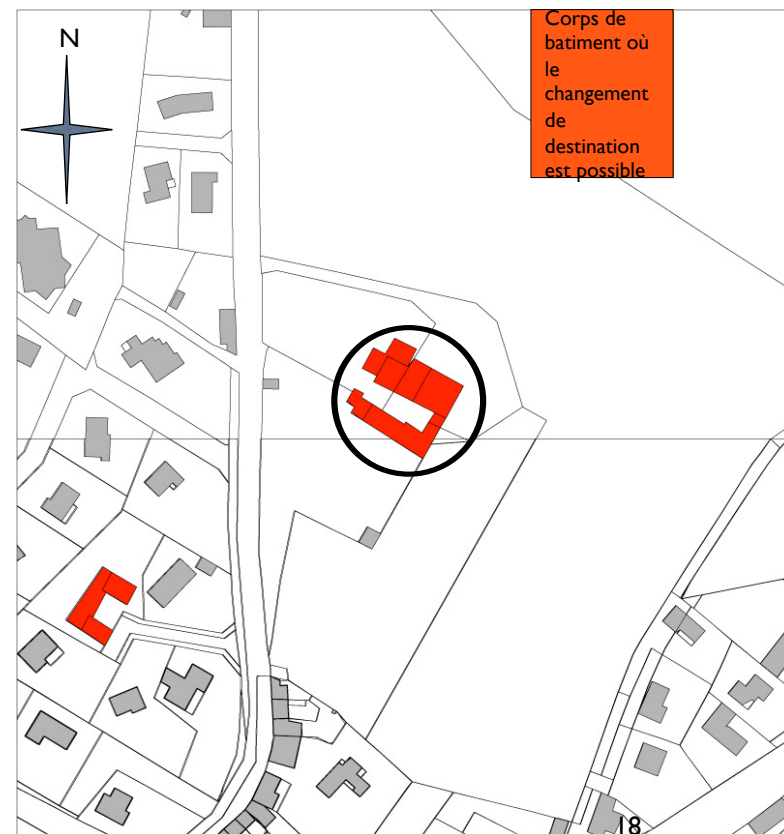 N
Corps de
batiment où
le
changement
de
destination
est possible
18